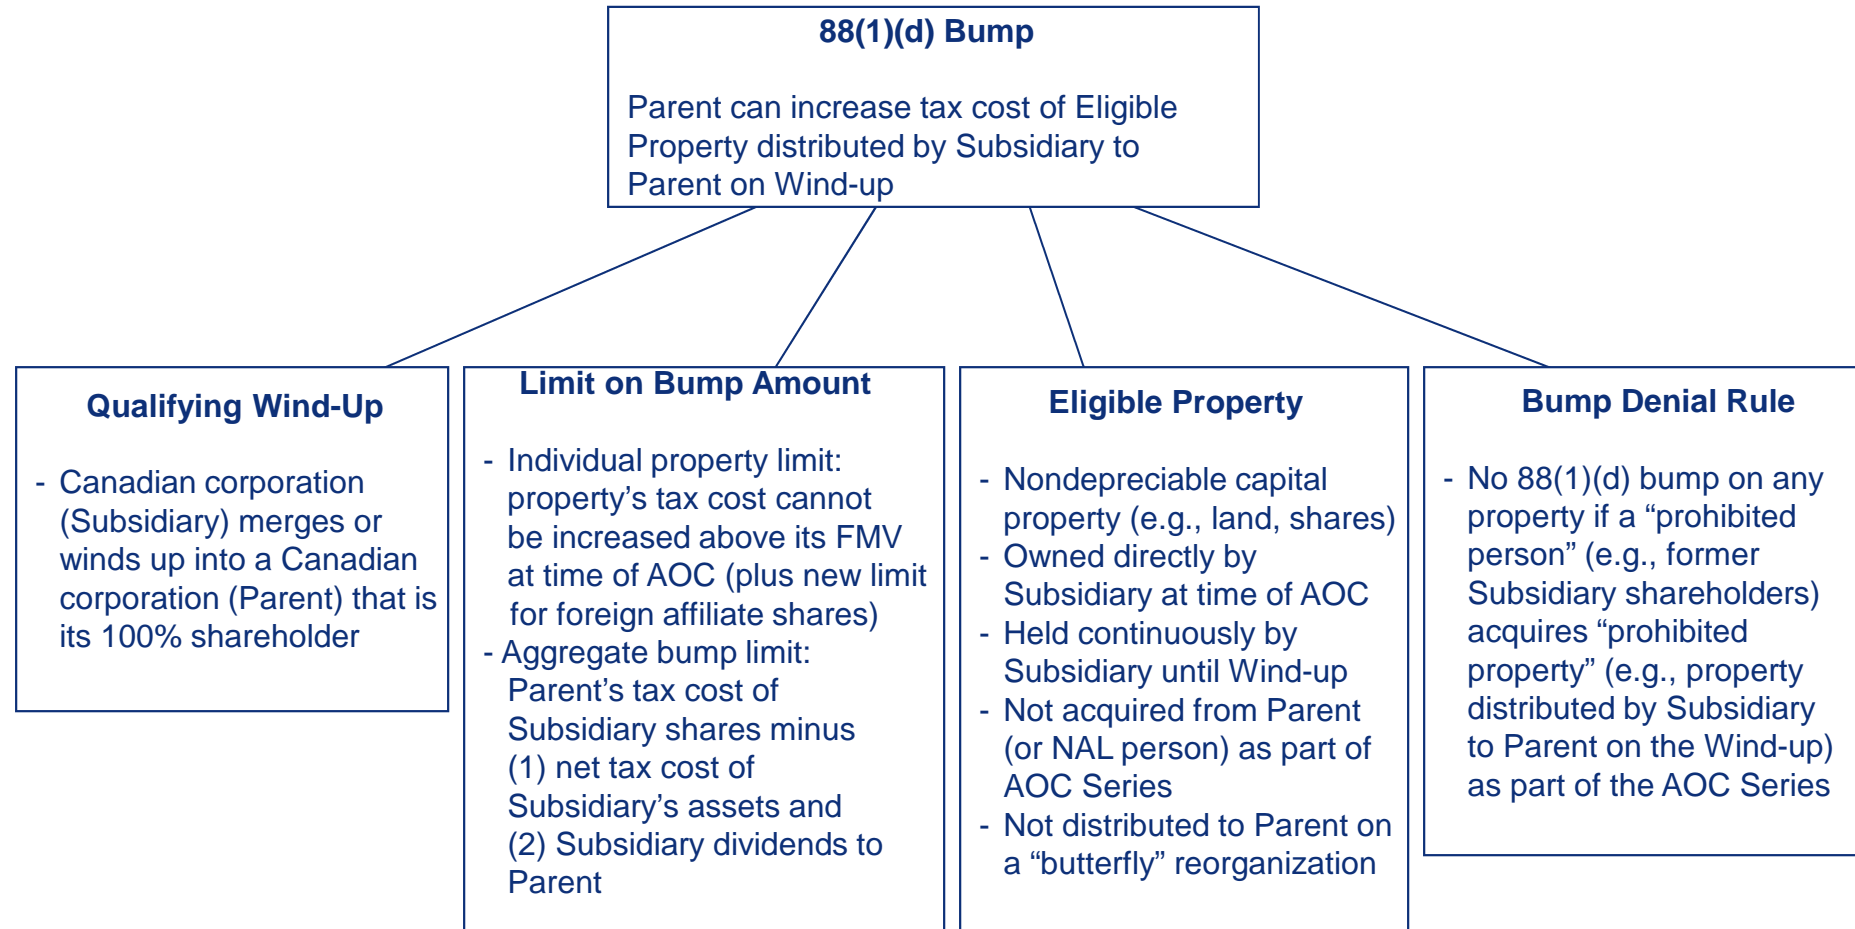 88(1)(d) Bump
Parent can increase tax cost of Eligible
Property distributed by Subsidiary to
Parent on Wind-up
Qualifying Wind-Up
- Canadian corporation
(Subsidiary) merges or
winds up into a Canadian
corporation (Parent) that is
its 100% shareholder
Limit on Bump Amount
- Individual property limit:
property’s tax cost cannot
be increased above its FMV
at time of AOC (plus new limit
for foreign affiliate shares)
- Aggregate bump limit:
Parent’s tax cost of
Subsidiary shares minus
(1) net tax cost of
Subsidiary’s assets and
(2) Subsidiary dividends to
Parent
Eligible Property
- Nondepreciable capital
property (e.g., land, shares)
- Owned directly by
Subsidiary at time of AOC
- Held continuously by
Subsidiary until Wind-up
- Not acquired from Parent
(or NAL person) as part of
AOC Series
- Not distributed to Parent on
a “butterfly” reorganization
Bump Denial Rule
- No 88(1)(d) bump on any
property if a “prohibited
person” (e.g., former
Subsidiary shareholders)
acquires “prohibited
property” (e.g., property
distributed by Subsidiary
to Parent on the Wind-up)
as part of the AOC Series